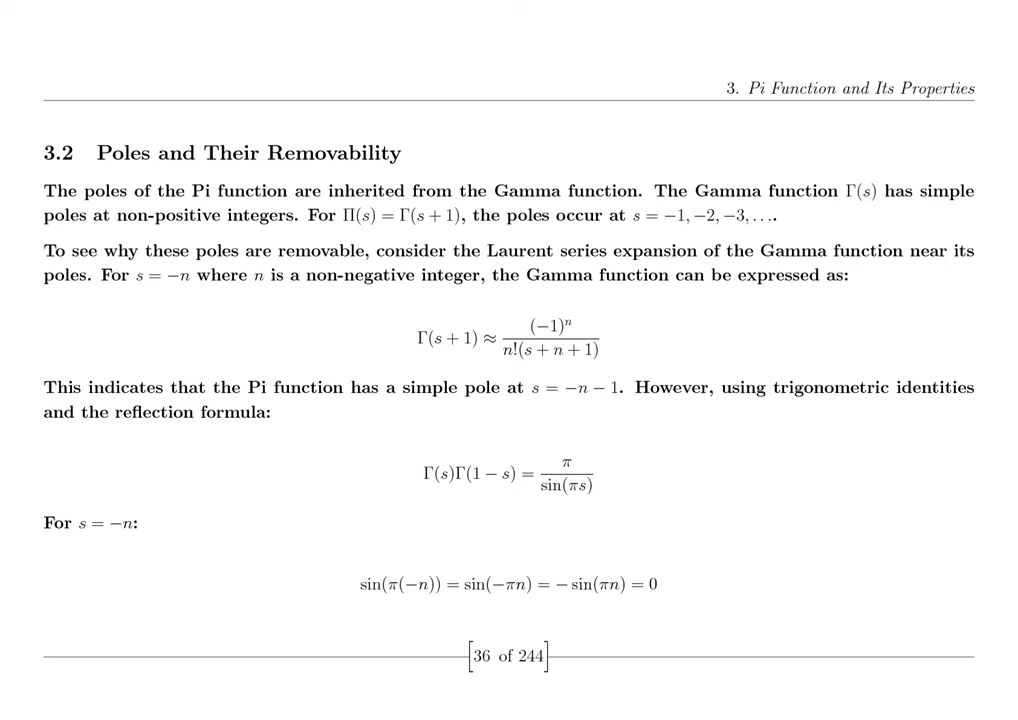 3. Pi Function and Its Properties
3.2 Poles and Their Removability
The poles of the Pi function are inherited from the Gamma function. The Gamma function Γ(s) has simple
poles at non-positive integers. For Π(s) = Γ(s + 1), the poles occur at s = −1, −2, −3, . . ..
To see why these poles are removable, consider the Laurent series expansion of the Gamma function near its
poles. For s = −n where n is a non-negative integer, the Gamma function can be expressed as:
Γ(s + 1) ≈ (−1)ⁿ / n!(s + n + 1)
This indicates that the Pi function has a simple pole at s = −n − 1. However, using trigonometric identities
and the reflection formula:
Γ(s)Γ(1 − s) = π / sin(πs)
For s = −n:
sin(π(−n)) = sin(−πn) = − sin(πn) = 0
[36 of 244]